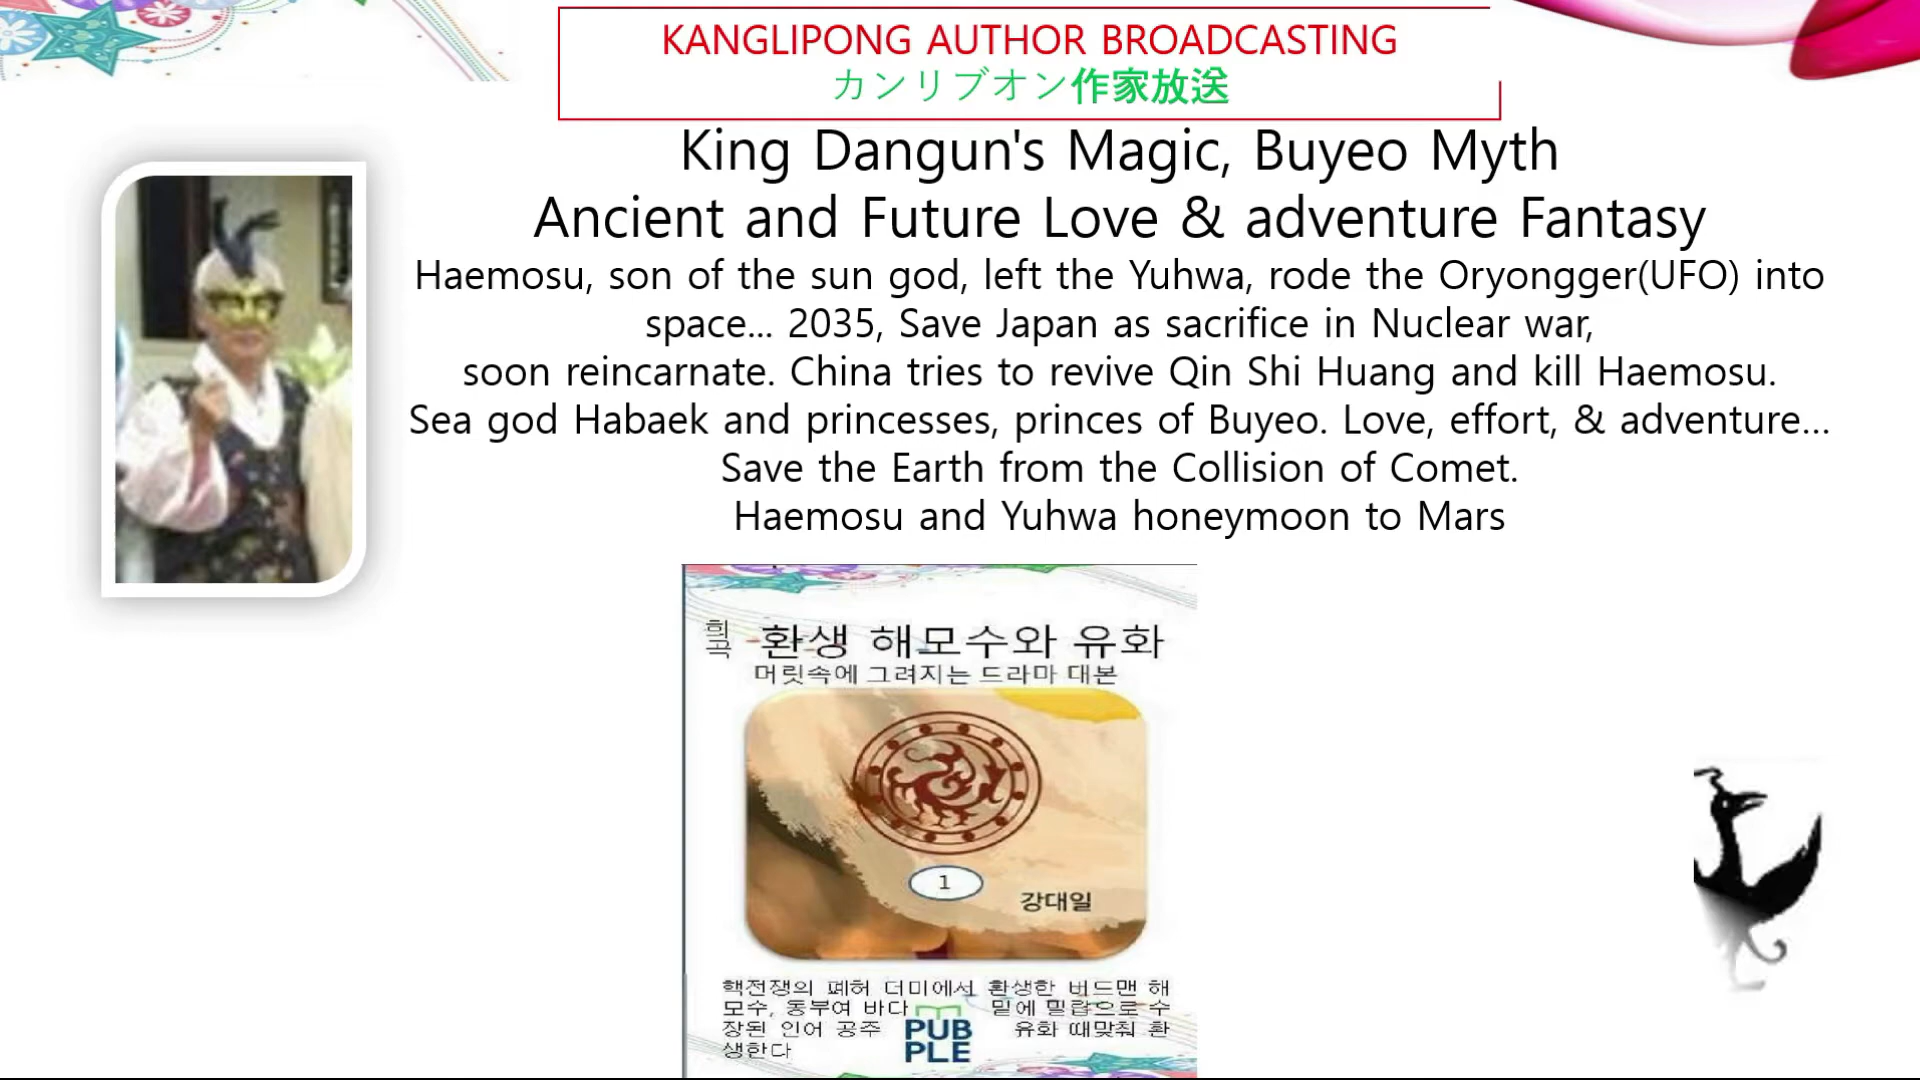 KANGLIPONG AUTHOR BROADCASTING
カンリブオン作家放送
King Dangun's Magic, Buyeo Myth
Ancient and Future Love & adventure Fantasy
Haemosu, son of the sun god, left the Yuhwa, rode the Oryongger(UFO) into
space... 2035, Save Japan as sacrifice in Nuclear war,
soon reincarnate. China tries to revive Qin Shi Huang and kill Haemosu.
Sea god Habaek and princesses, princes of Buyeo. Love, effort, & adventure...
Save the Earth from the Collision of Comet.
Haemosu and Yuhwa honeymoon to Mars
희곡
환생 해모수와 유화
머릿속에 그려지는 드라마 대본
1
강대일
핵전쟁의 폐허 더미에서 환생한 버드맨 해
모수, 동부여 바다 밑에 밀랍으로 수
장된 인어 공주 유화 때맞춰 환
생한다
PUB
PLE